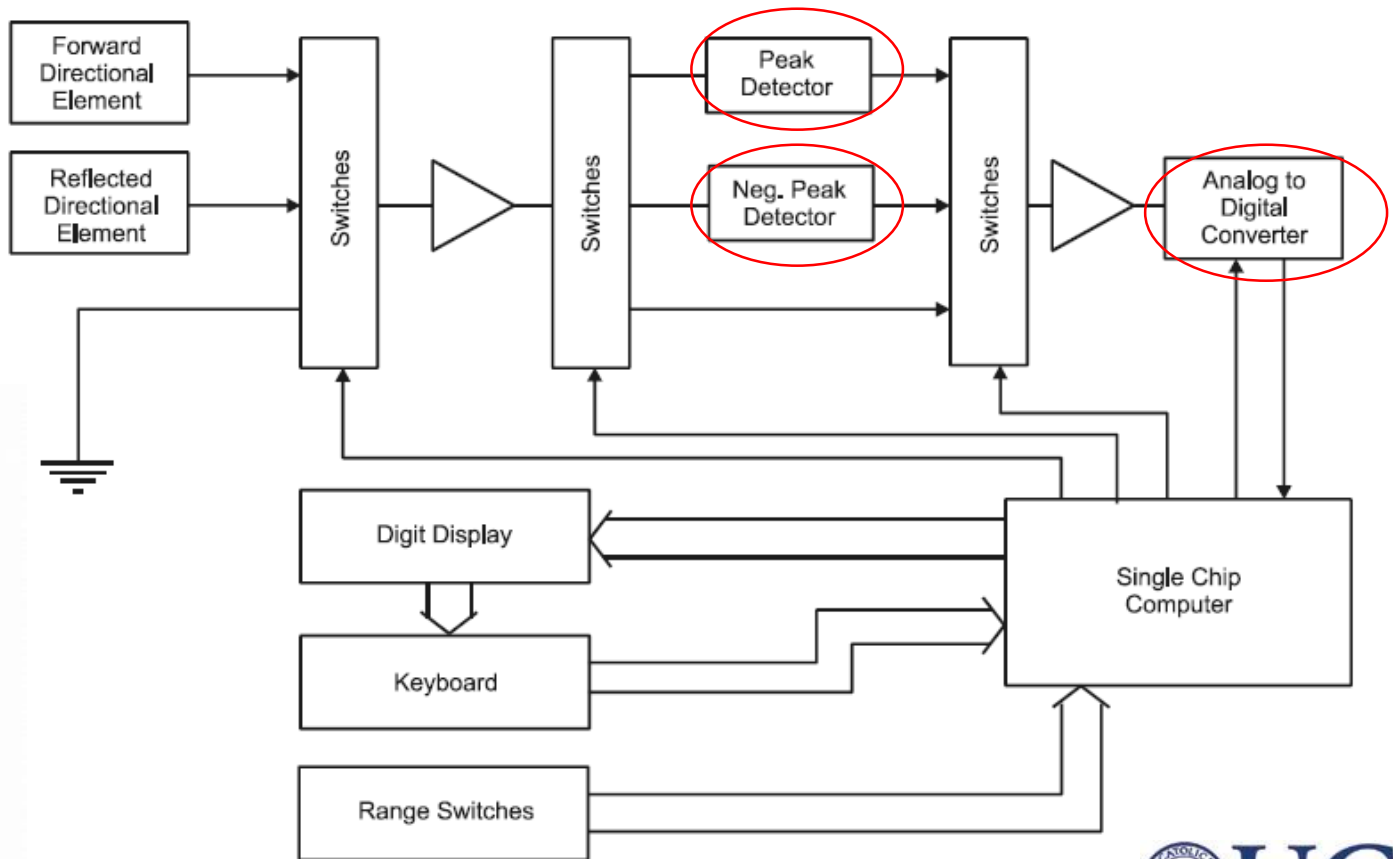 Forward
Directional
Element
Reflected
Directional
Element
Switches
Switches
Peak
Detector
Neg. Peak
Detector
Switches
Analog to
Digital
Converter
Digit Display
Keyboard
Range Switches
Single Chip
Computer